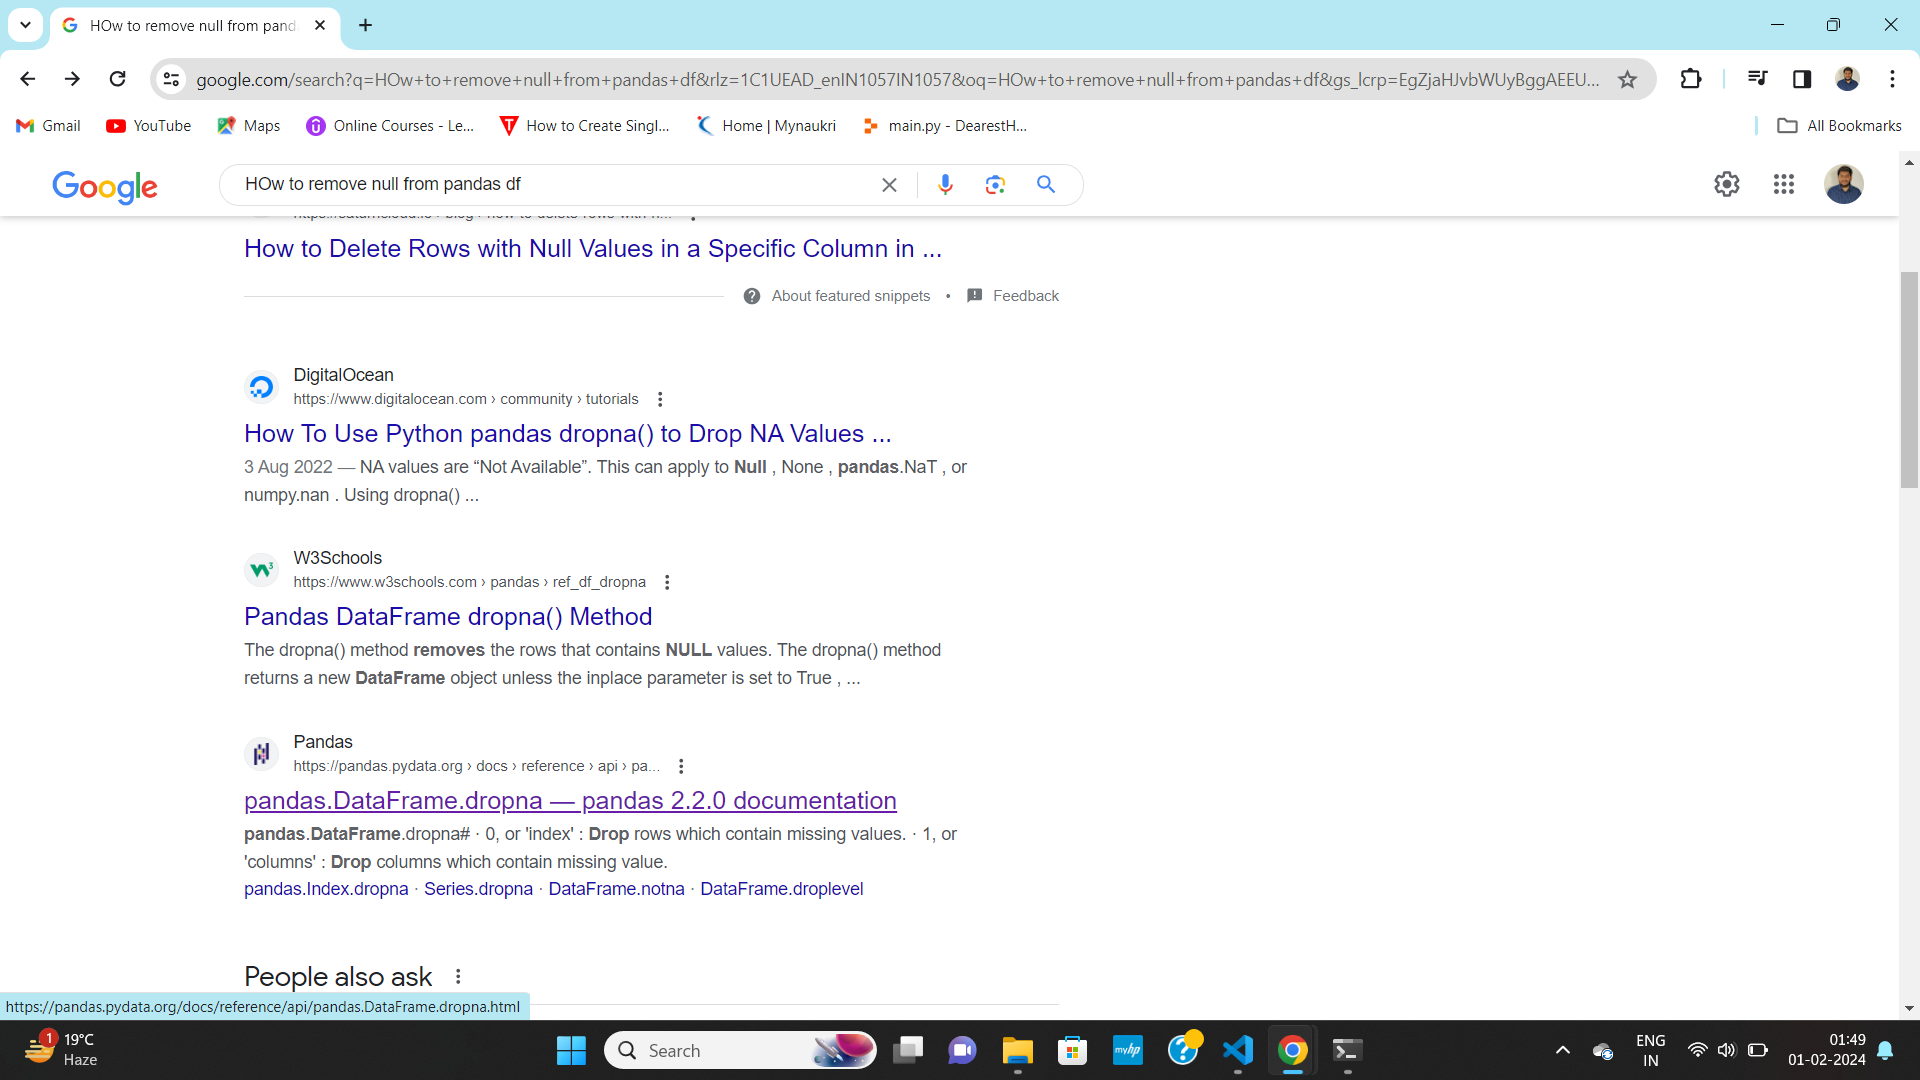 HOw to remove null from pand
google.com/search?q=HOw+to+remove+null+from+pandas+df&rlz=1C1UEAD_enIN1057IN1057&oq=HOw+to+remove+null+from+pandas+df&gs_lcrp=EgZjaHJvbWUyBggAEEU...
Gmail
YouTube
Maps
Online Courses - Le...
How to Create Singl...
Home | Mynaukri
main.py - DearestH...
All Bookmarks
Google
HOw to remove null from pandas df
How to Delete Rows with Null Values in a Specific Column in ...
About featured snippets • Feedback
DigitalOcean
https://www.digitalocean.com › community › tutorials
How To Use Python pandas dropna() to Drop NA Values ...
3 Aug 2022 — NA values are “Not Available”. This can apply to Null , None , pandas.NaT , or
numpy.nan . Using dropna() ...
W3Schools
https://www.w3schools.com › pandas › ref_df_dropna
Pandas DataFrame dropna() Method
The dropna() method removes the rows that contains NULL values. The dropna() method
returns a new DataFrame object unless the inplace parameter is set to True , ...
Pandas
https://pandas.pydata.org › docs › reference › api › pa...
pandas.DataFrame.dropna — pandas 2.2.0 documentation
pandas.DataFrame.dropna# · 0, or 'index' : Drop rows which contain missing values. · 1, or
'columns' : Drop columns which contain missing value.
pandas.Index.dropna · Series.dropna · DataFrame.notna · DataFrame.droplevel
People also ask
https://pandas.pydata.org/docs/reference/api/pandas.DataFrame.dropna.html
1
19°C
Haze
Search
myhp
ENG
IN
01:49
01-02-2024